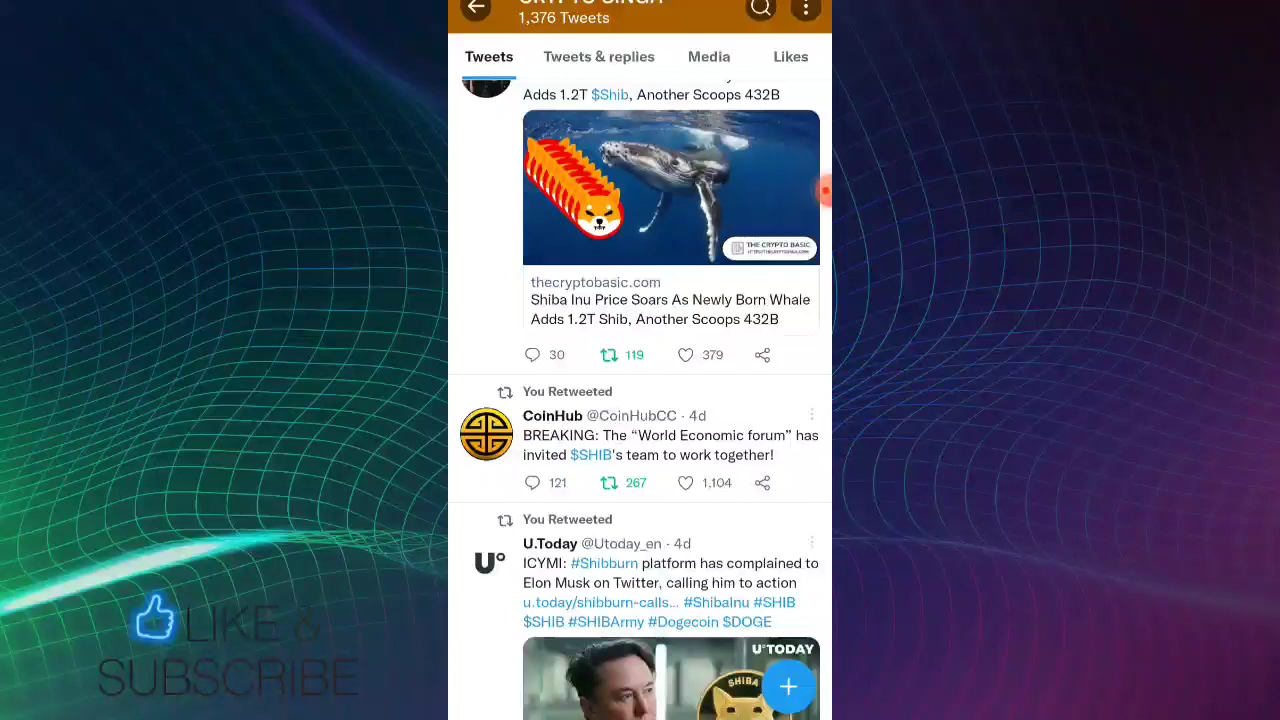 1,376 Tweets
Tweets
Tweets & replies
Media
Likes
Adds 1.2T $Shib, Another Scoops 432B
THE CRYPTO BASIC
thecryptobasic.com
Shiba Inu Price Soars As Newly Born Whale
Adds 1.2T Shib, Another Scoops 432B
30
119
379
You Retweeted
CoinHub @CoinHubCC · 4d
BREAKING: The “World Economic forum” has
invited $SHIB's team to work together!
121
267
1,104
You Retweeted
U.Today @Utoday_en · 4d
ICYMI: #Shibburn platform has complained to
Elon Musk on Twitter, calling him to action
u.today/shibburn-calls... #ShibaInu #SHIB
$SHIB #SHIBArmy #Dogecoin $DOGE
U°TODAY
SHIBA
LIKE &
SUBSCRIBE